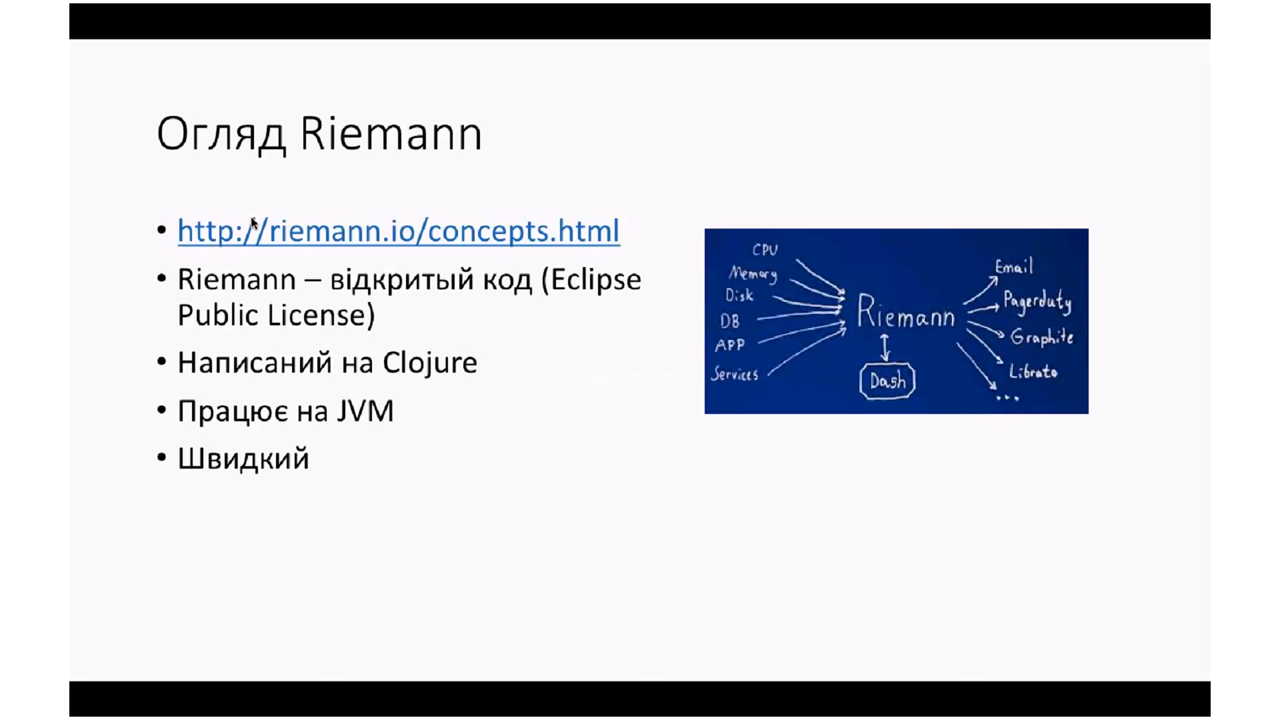 Огляд Riemann
• http://riemann.io/concepts.html
• Riemann – відкритый код (Eclipse
Public License)
• Написаний на Clojure
• Працює на JVM
• Швидкий
CPU
Memory
Disk
DB
APP
Services
Riemann
Dash
Email
Pagerduty
Graphite
Librato
...